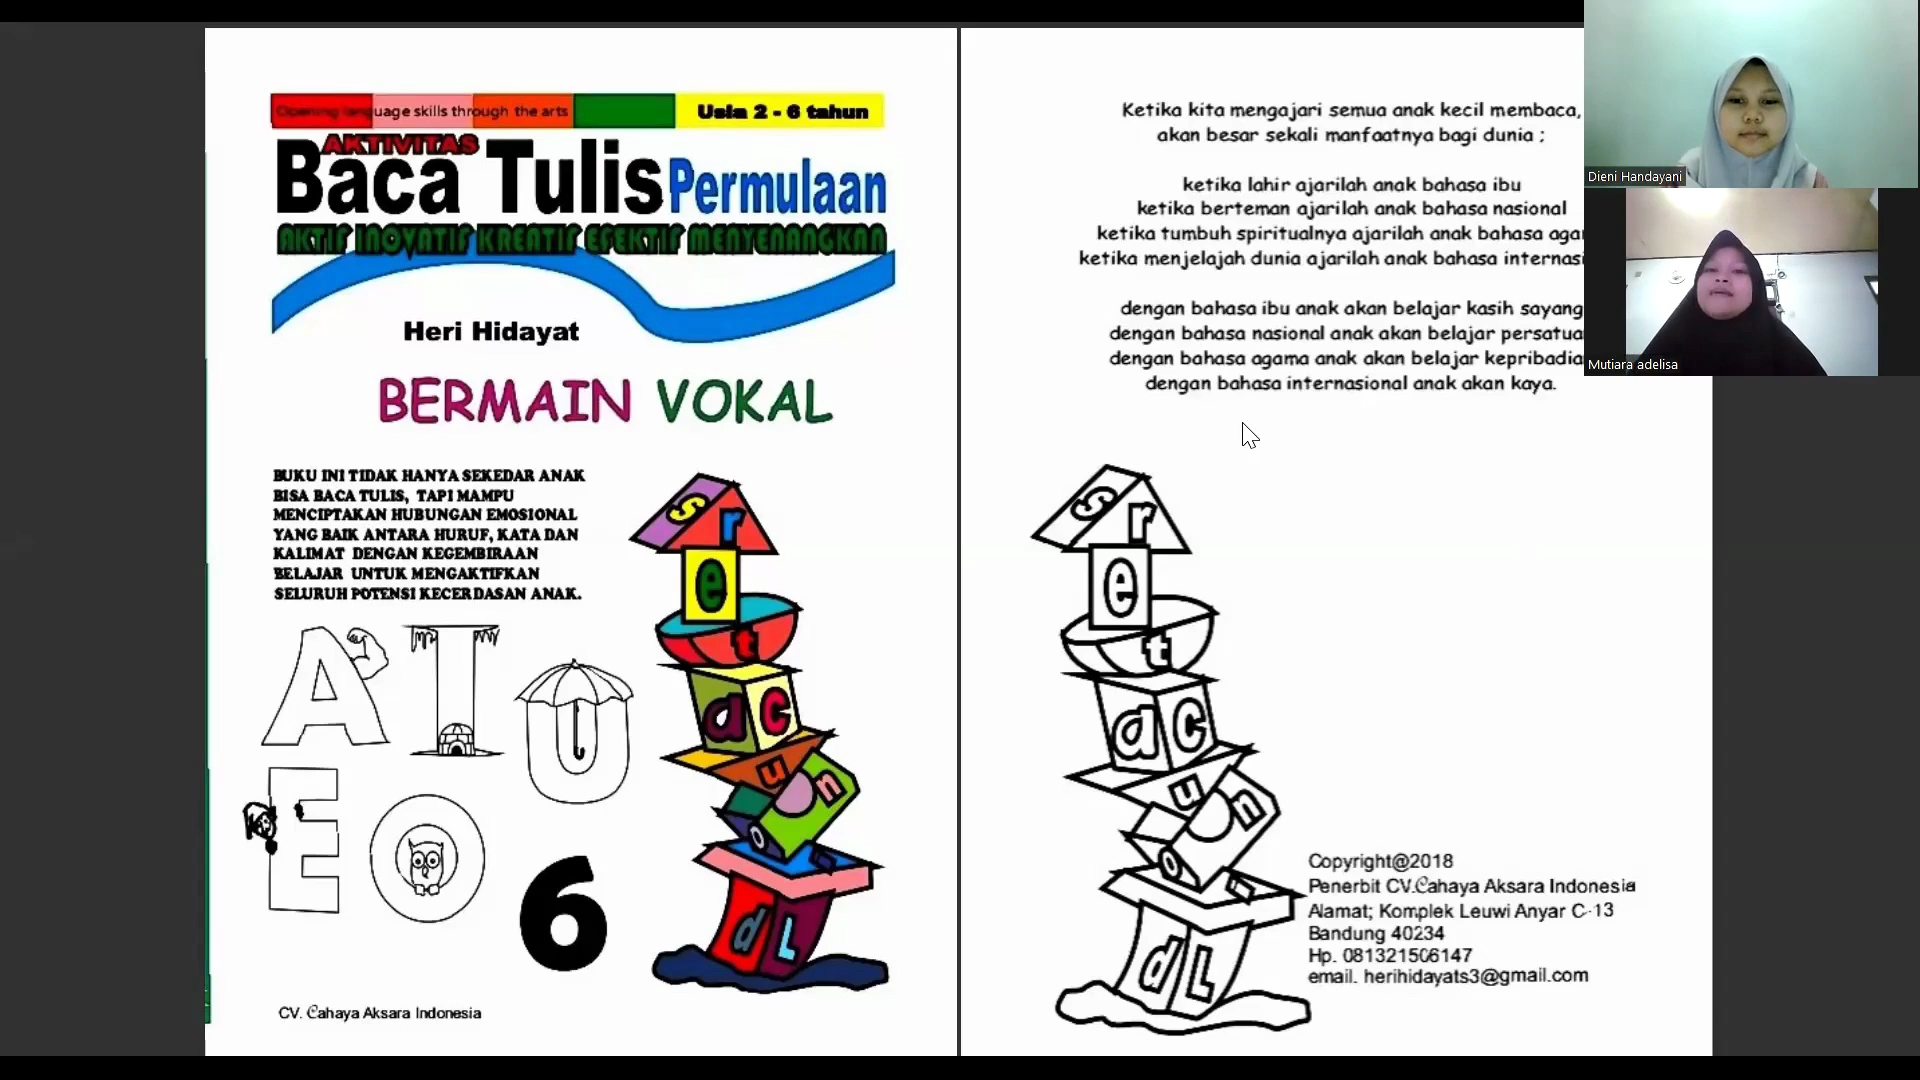 Opening language skills through the arts
Usia 2 - 6 tahun
AKTIVITAS
Baca Tulis Permulaan
AKTIF INOVATIF KREATIF EFEKTIF MENYENANGKAN
Heri Hidayat
BERMAIN VOKAL
BUKU INI TIDAK HANYA SEKEDAR ANAK
BISA BACA TULIS, TAPI MAMPU
MENCIPTAKAN HUBUNGAN EMOSIONAL
YANG BAIK ANTARA HURUF, KATA DAN
KALIMAT DENGAN KEGEMBIRAAN
BELAJAR UNTUK MENGAKTIFKAN
SELURUH POTENSI KECERDASAN ANAK.
A I U
E O 6
s r
e
t
a c
u n
o
d L
CV. Cahaya Aksara Indonesia
Ketika kita mengajari semua anak kecil membaca,
akan besar sekali manfaatnya bagi dunia ;
ketika lahir ajarilah anak bahasa ibu
ketika berteman ajarilah anak bahasa nasional
ketika tumbuh spiritualnya ajarilah anak bahasa
ketika menjelajah dunia ajarilah anak bahasa
dengan bahasa ibu anak akan belajar kasih sayang
dengan bahasa nasional anak akan belajar
dengan bahasa agama anak akan belajar
dengan bahasa internasional anak akan kaya.
s r
e
t
a c
u n
o
d L
Copyright@2018
Penerbit CV.Cahaya Aksara Indonesia
Alamat; Komplek Leuwi Anyar C-13
Bandung 40234
Hp. 081321506147
email. herihidayats3@gmail.com
Dieni Handayani
Mutiara adelisa